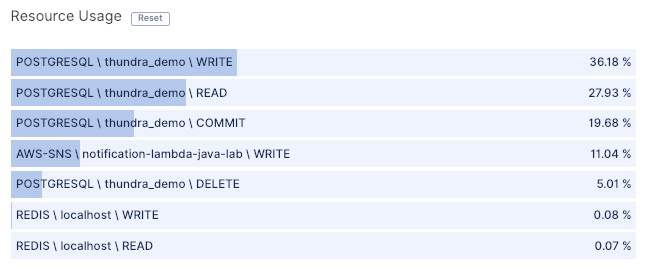 Resource Usage Reset
POSTGRESQL \ thundra_demo \ WRITE 36.18 %
POSTGRESQL \ thundra_demo \ READ 27.93 %
POSTGRESQL \ thundra_demo \ COMMIT 19.68 %
AWS-SNS \ notification-lambda-java-lab \ WRITE 11.04 %
POSTGRESQL \ thundra_demo \ DELETE 5.01 %
REDIS \ localhost \ WRITE 0.08 %
REDIS \ localhost \ READ 0.07 %